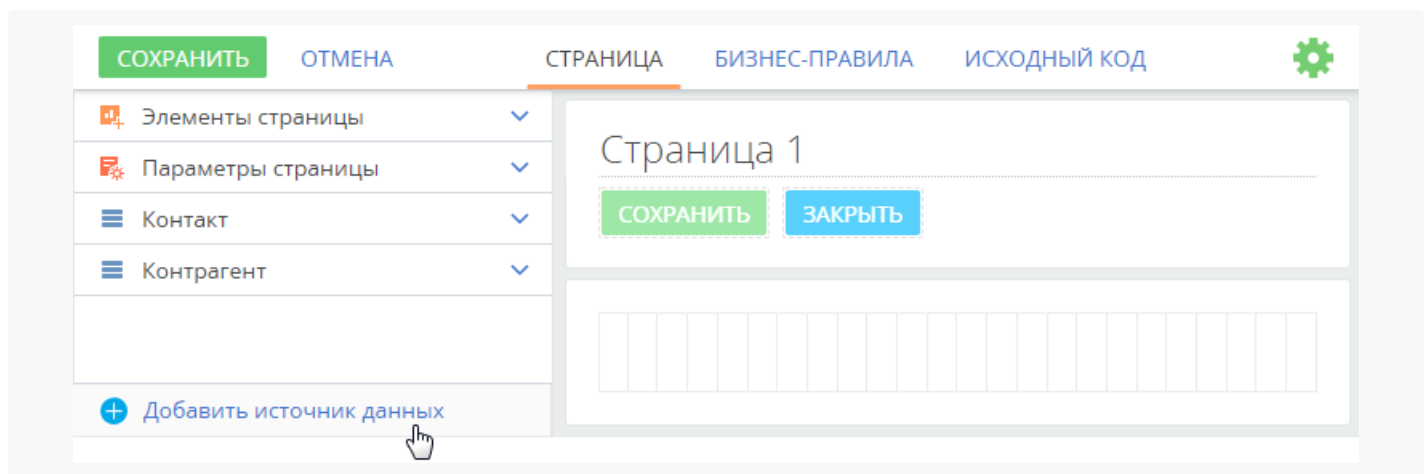 СОХРАНИТЬ ОТМЕНА СТРАНИЦА БИЗНЕС-ПРАВИЛА ИСХОДНЫЙ КОД
Элементы страницы
Параметры страницы
Контакт
Контрагент
Добавить источник данных
Страница 1
СОХРАНИТЬ ЗАКРЫТЬ